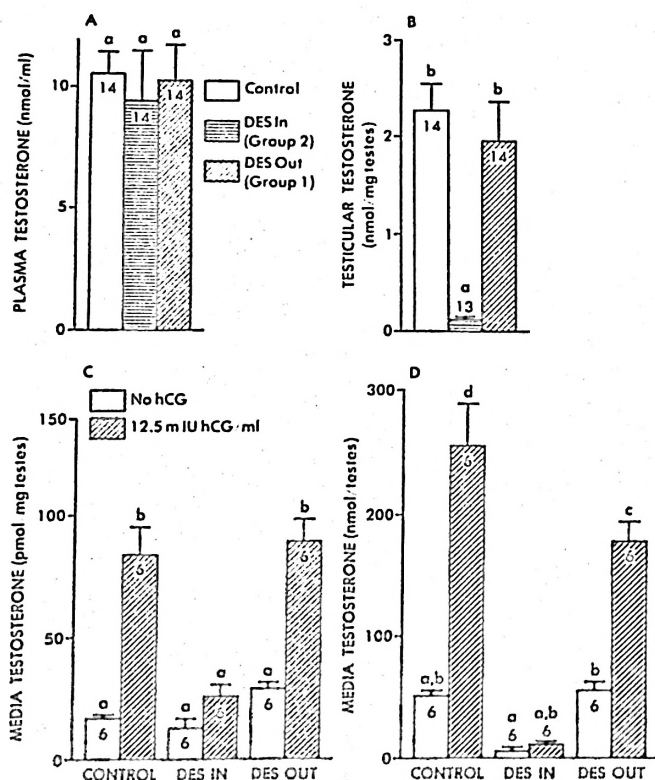 A
PLASMA TESTOSTERONE (nmol/ml)
10
5
0
a
a
a
14
14
14
Control
DES In
(Group 2)
DES Out
(Group 1)
B
TESTICULAR TESTOSTERONE
(nmol/mg testes)
3
2
1
0
b
a
b
14
13
14
C
MEDIA TESTOSTERONE (pmol mg testes)
150
100
50
0
No hCG
12.5 m IU hCG·ml
a
b
a
a
a
b
6
6
6
6
6
6
CONTROL
DES IN
DES OUT
D
MEDIA TESTOSTERONE (nmol/testes)
300
200
100
0
a,b
d
a
a,b
b
c
6
6
6
6
6
6
CONTROL
DES IN
DES OUT